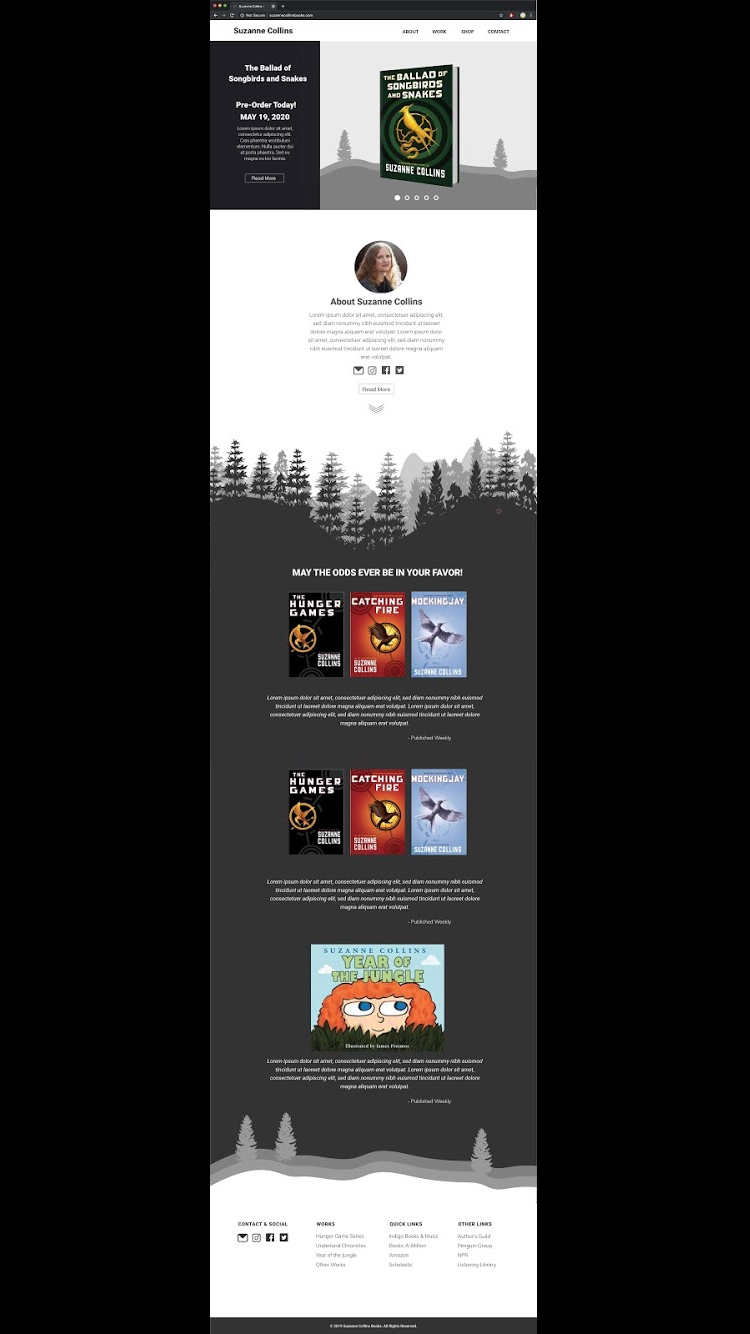 Suzanne Collins -
Not Secure | suzannecollinsbooks.com
Suzanne Collins
ABOUT WORK SHOP CONTACT
The Ballad of
Songbirds and Snakes
Pre-Order Today!
MAY 19, 2020
Lorem ipsum dolor sit amet,
consectetur adipiscing elit.
Cras pharetra vestibulum
elementum. Nulla auctor dui
at porta pharetra. Sed eu
magna eu leo lacinia.
Read More
THE BALLAD OF
SONGBIRDS
AND SNAKES
SUZANNE COLLINS
About Suzanne Collins
Lorem ipsum dolor sit amet, consectetuer adipiscing elit,
sed diam nonummy nibh euismod tincidunt ut laoreet
dolore magna aliquam erat volutpat. Lorem ipsum dolor
sit amet, consectetuer adipiscing elit, sed diam nonummy
nibh euismod tincidunt ut laoreet dolore magna aliquam
erat volutpat.
Read More
MAY THE ODDS EVER BE IN YOUR FAVOR!
THE
HUNGER
GAMES
SUZANNE
COLLINS
CATCHING
FIRE
SUZANNE
COLLINS
MOCKINGJAY
SUZANNE COLLINS
Lorem ipsum dolor sit amet, consectetuer adipiscing elit, sed diam nonummy nibh euismod
tincidunt ut laoreet dolore magna aliquam erat volutpat. Lorem ipsum dolor sit amet,
consectetuer adipiscing elit, sed diam nonummy nibh euismod tincidunt ut laoreet dolore
magna aliquam erat volutpat.
- Published Weekly
THE
HUNGER
GAMES
SUZANNE
COLLINS
CATCHING
FIRE
SUZANNE
COLLINS
MOCKINGJAY
SUZANNE COLLINS
Lorem ipsum dolor sit amet, consectetuer adipiscing elit, sed diam nonummy nibh euismod
tincidunt ut laoreet dolore magna aliquam erat volutpat. Lorem ipsum dolor sit amet,
consectetuer adipiscing elit, sed diam nonummy nibh euismod tincidunt ut laoreet dolore
magna aliquam erat volutpat.
- Published Weekly
SUZANNE COLLINS
YEAR OF
THE JUNGLE
Illustrated by James Proimos
Lorem ipsum dolor sit amet, consectetuer adipiscing elit, sed diam nonummy nibh euismod
tincidunt ut laoreet dolore magna aliquam erat volutpat. Lorem ipsum dolor sit amet,
consectetuer adipiscing elit, sed diam nonummy nibh euismod tincidunt ut laoreet dolore
magna aliquam erat volutpat.
- Published Weekly
CONTACT & SOCIAL
WORKS
Hunger Game Series
Underland Chronicles
Year of the Jungle
Other Works
QUICK LINKS
Indigo Books & Music
Books-A-Million
Amazon
Scholastic
OTHER LINKS
Author's Guild
Penguin Group
NPR
Listening Library
© 2019 Suzanne Collins Books. All Rights Reserved.